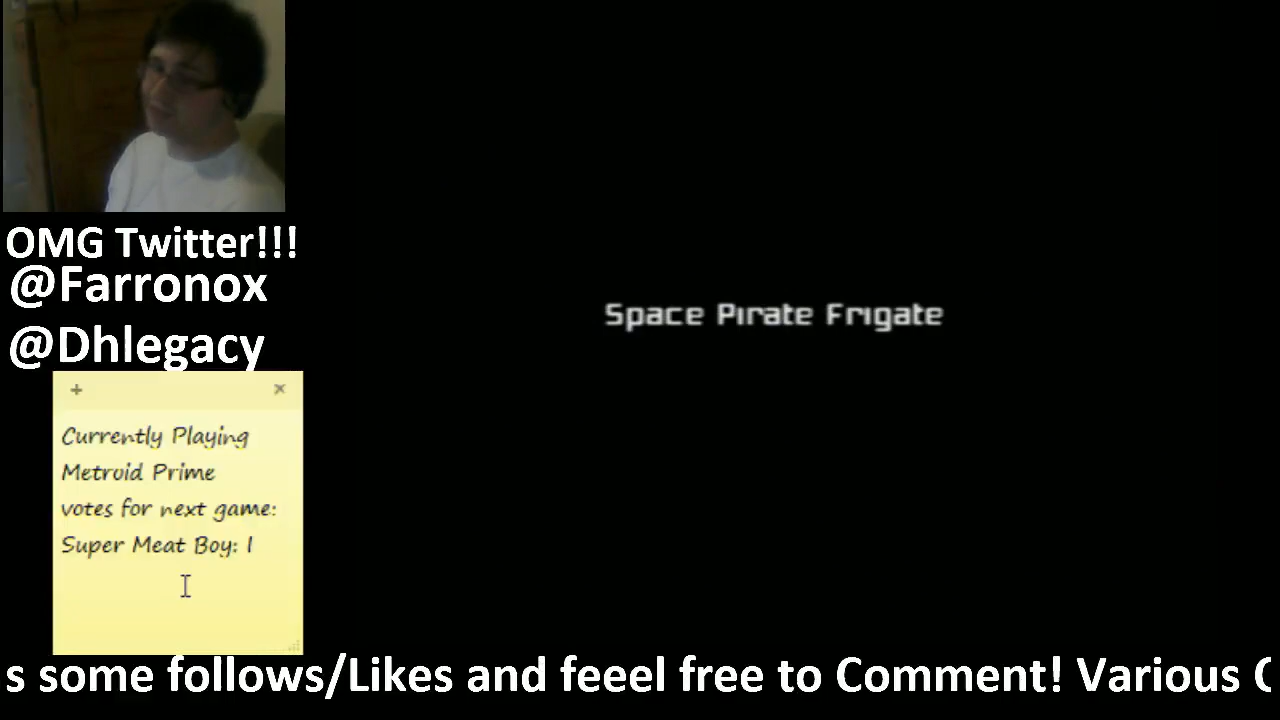 OMG Twitter!!!
@Farronox
@Dhlegacy
Space Pirate Frigate
Currently Playing
Metroid Prime
votes for next game:
Super Meat Boy: 1
s some follows/Likes and feeel free to Comment! Various